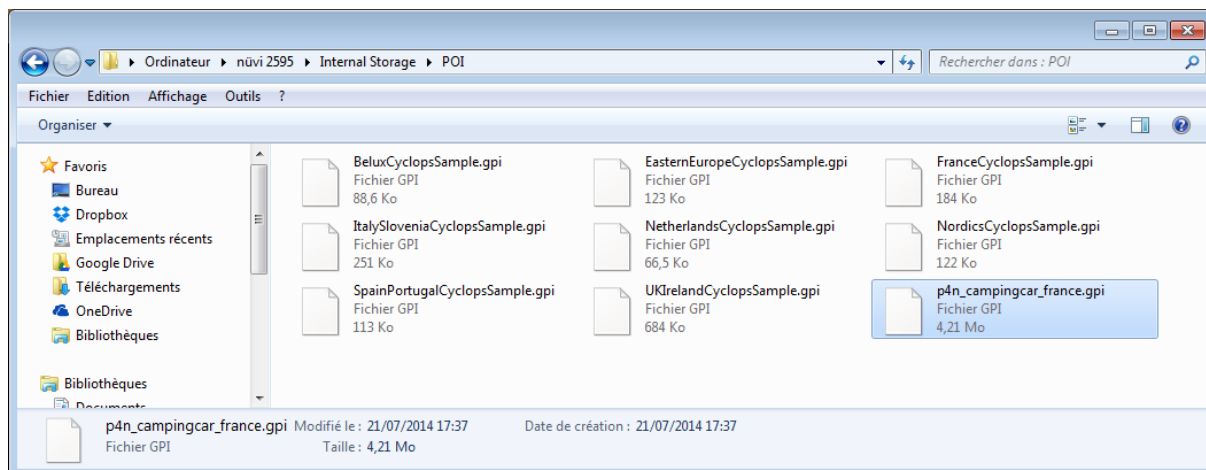 Ordinateur nüvi 2595 Internal Storage POI
Rechercher dans : POI
Fichier Edition Affichage Outils ?
Organiser
Favoris
Bureau
Dropbox
Emplacements récents
Google Drive
Téléchargements
OneDrive
Bibliothèques
Bibliothèques
Documents
BeluxCyclopsSample.gpi
Fichier GPI
88,6 Ko
EasternEuropeCyclopsSample.gpi
Fichier GPI
123 Ko
FranceCyclopsSample.gpi
Fichier GPI
184 Ko
ItalySloveniaCyclopsSample.gpi
Fichier GPI
251 Ko
NetherlandsCyclopsSample.gpi
Fichier GPI
66,5 Ko
NordicsCyclopsSample.gpi
Fichier GPI
122 Ko
SpainPortugalCyclopsSample.gpi
Fichier GPI
113 Ko
UKIrelandCyclopsSample.gpi
Fichier GPI
684 Ko
p4n_campingcar_france.gpi
Fichier GPI
4,21 Mo
p4n_campingcar_france.gpi Modifié le : 21/07/2014 17:37 Date de création : 21/07/2014 17:37
Fichier GPI Taille : 4,21 Mo